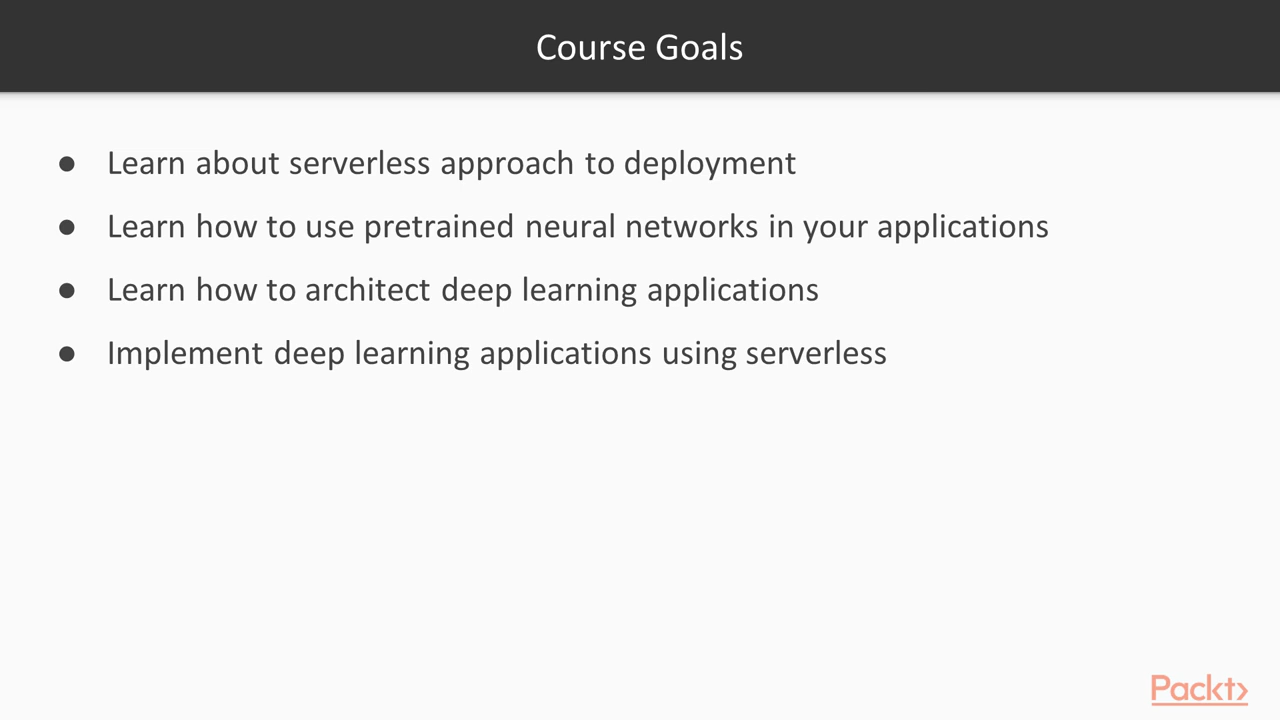 Course Goals
● Learn about serverless approach to deployment
● Learn how to use pretrained neural networks in your applications
● Learn how to architect deep learning applications
● Implement deep learning applications using serverless
Packt>